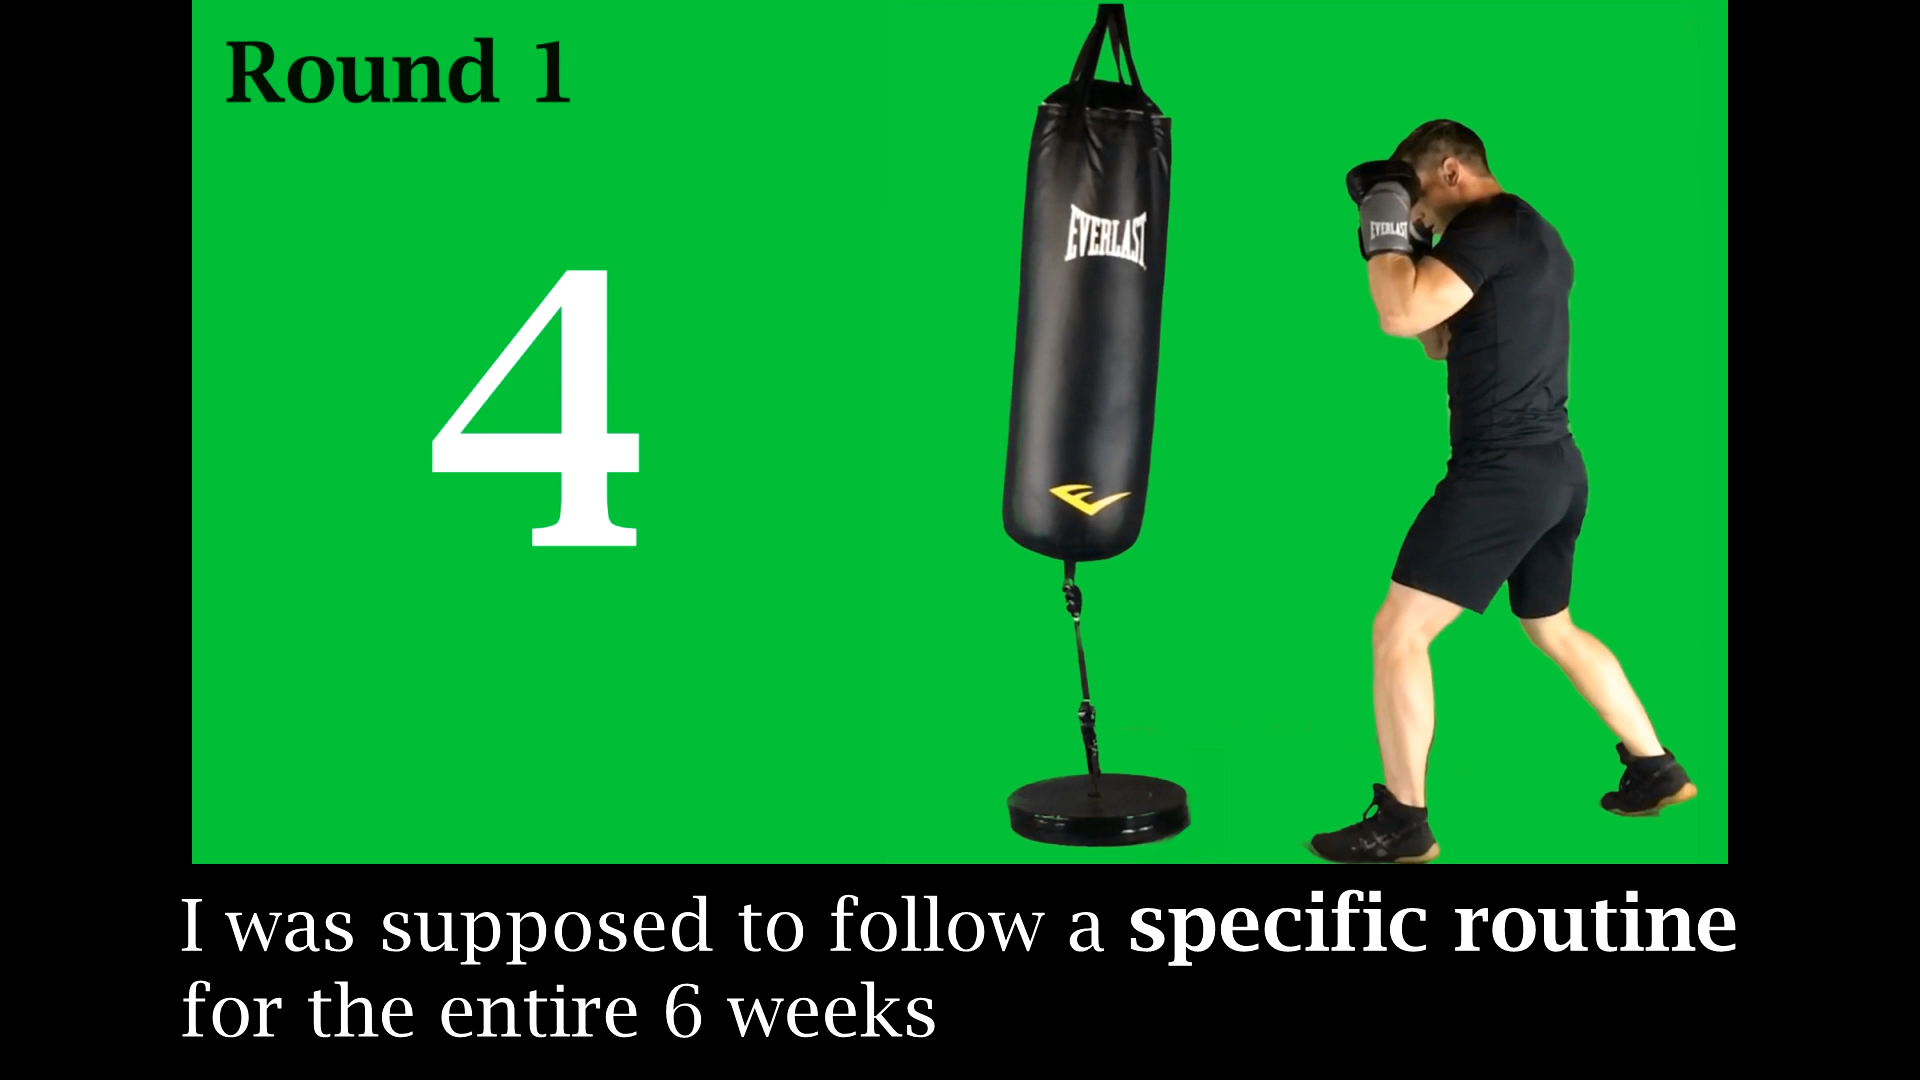 Round 1
4
EVERLAST
EVERLAST
I was supposed to follow a specific routine
for the entire 6 weeks